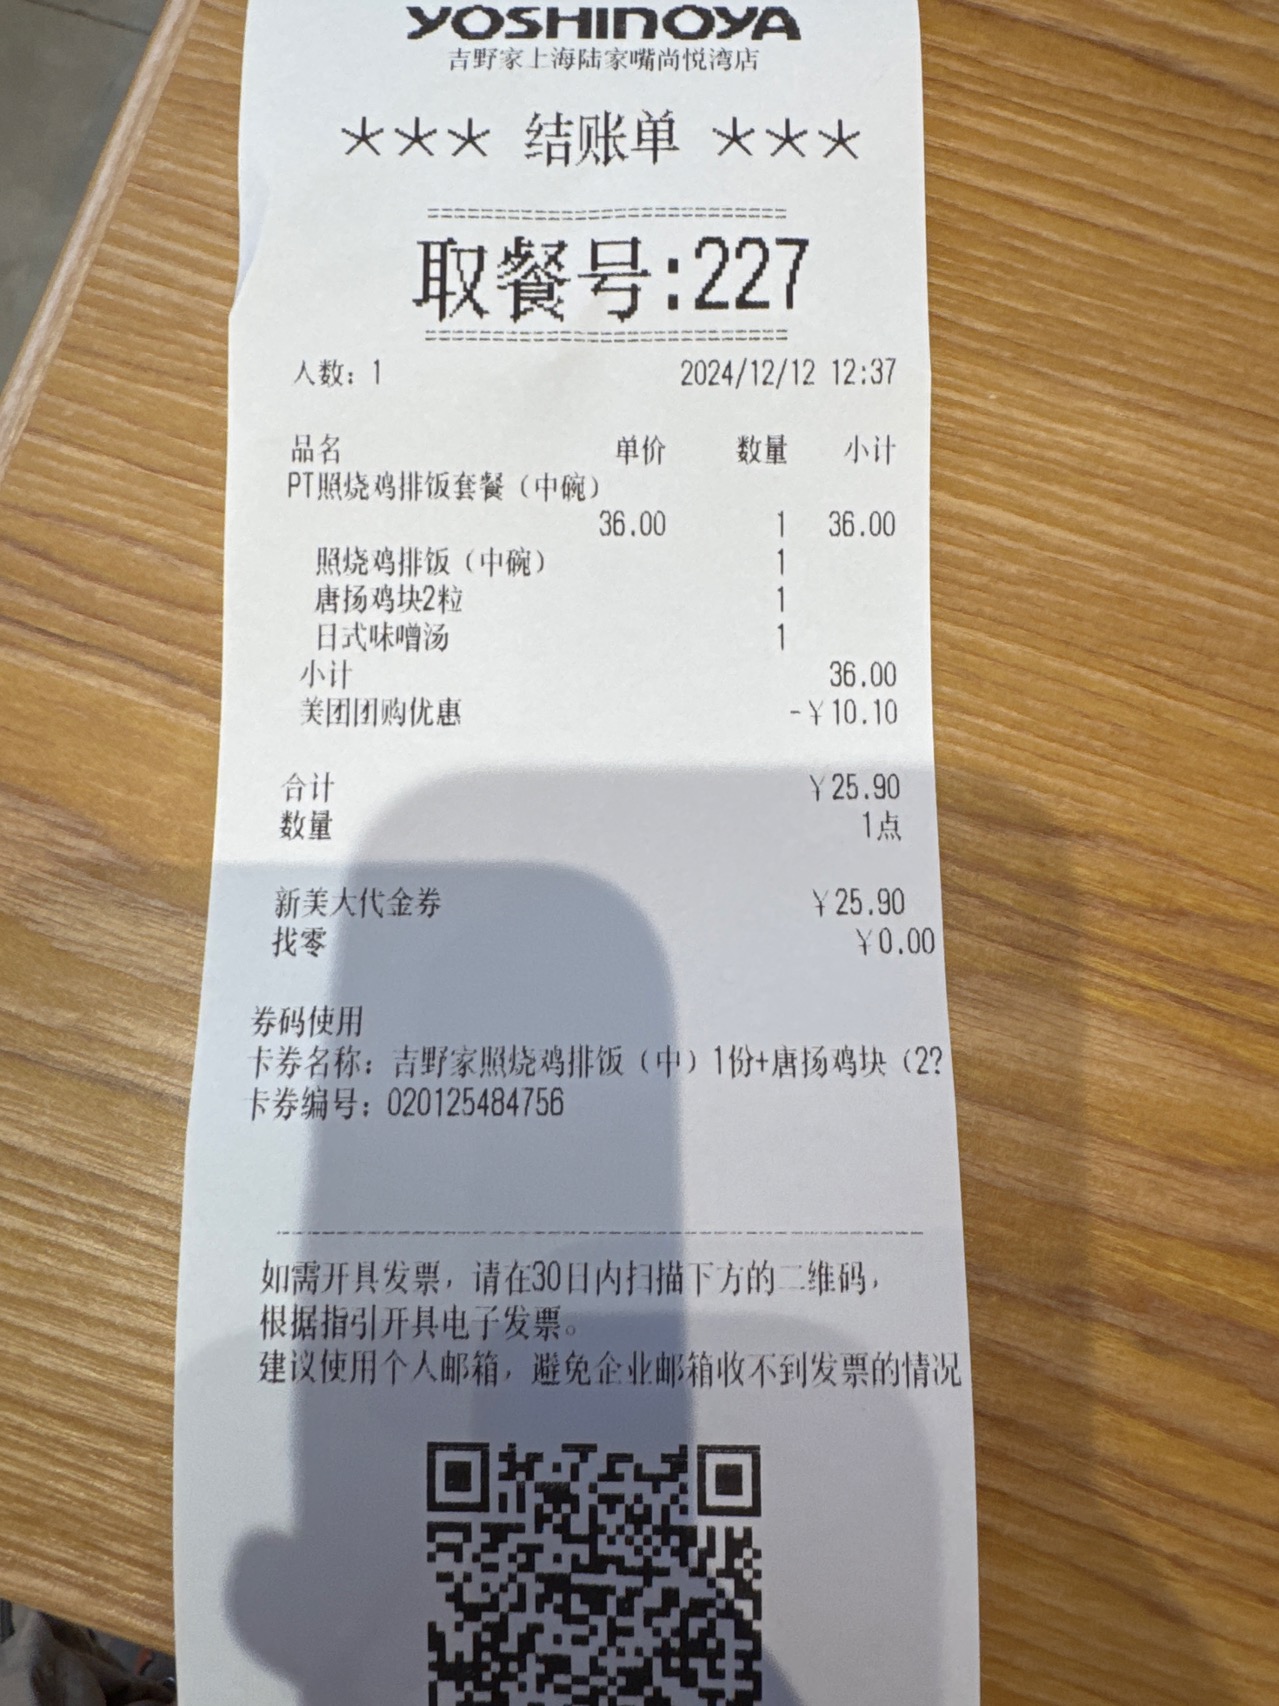 YOSHINOYA
吉野家上海陆家嘴尚悦湾店
*** 结账单 ***
取餐号:227
人数: 1 2024/12/12 12:37
品名 单价 数量 小计
PT照烧鸡排饭套餐（中碗）
36.00 1 36.00
照烧鸡排饭（中碗） 1
唐扬鸡块2粒 1
日式味噌汤 1
小计 36.00
美团团购优惠 -¥10.10
合计 ¥25.90
数量 1点
新美大代金券 ¥25.90
找零 ¥0.00
券码使用
卡券名称: 吉野家照烧鸡排饭（中）1份+唐扬鸡块（2?
卡券编号: 020125484756
如需开具发票，请在30日内扫描下方的二维码，
根据指引开具电子发票。
建议使用个人邮箱，避免企业邮箱收不到发票的情况